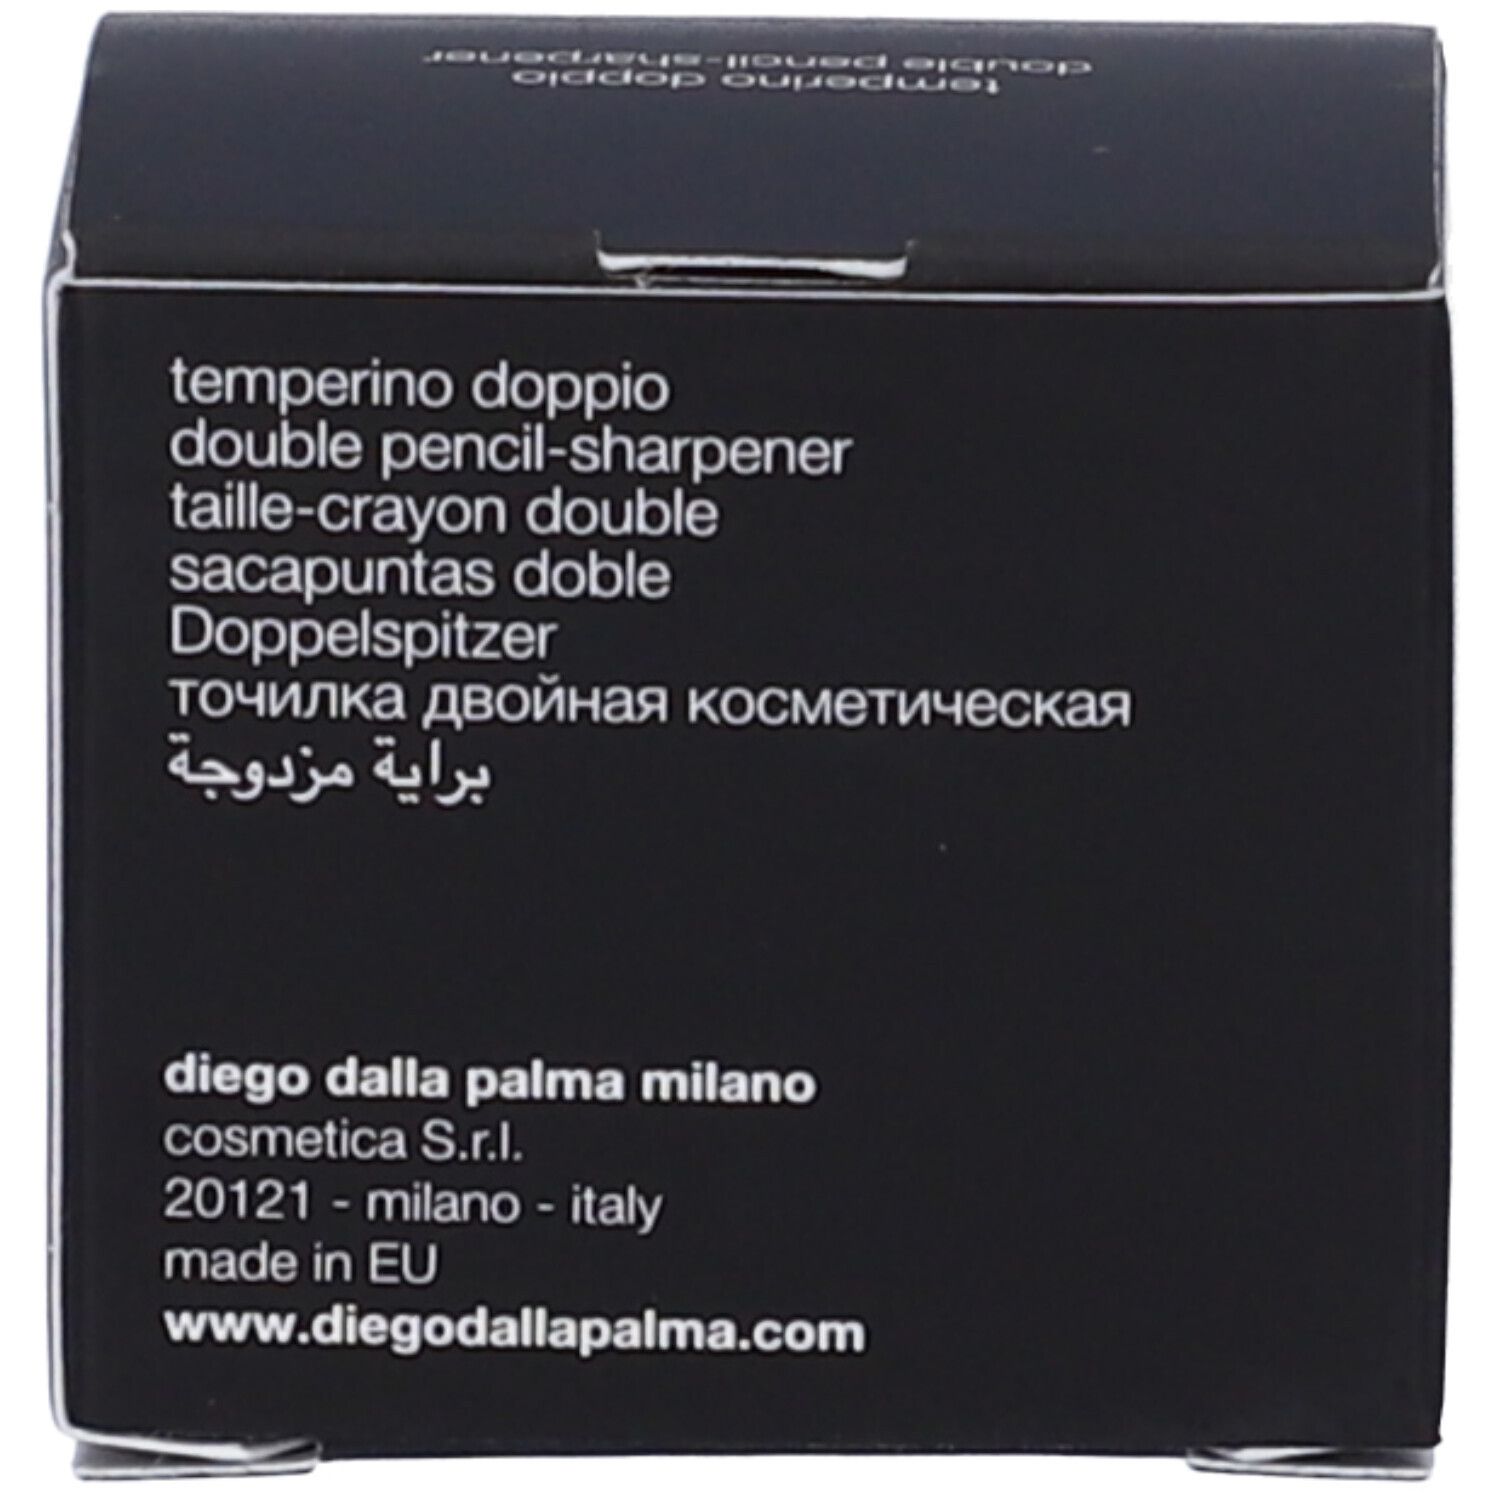 temperino doppio
double pencil-sharpener
temperino doppio
double pencil-sharpener
taille-crayon double
sacapuntas doble
Doppelspitzer
точилка двойная косметическая
براية مزدوجة
diego dalla palma milano
cosmetica S.r.l.
20121 - milano - italy
made in EU
www.diegodallapalma.com